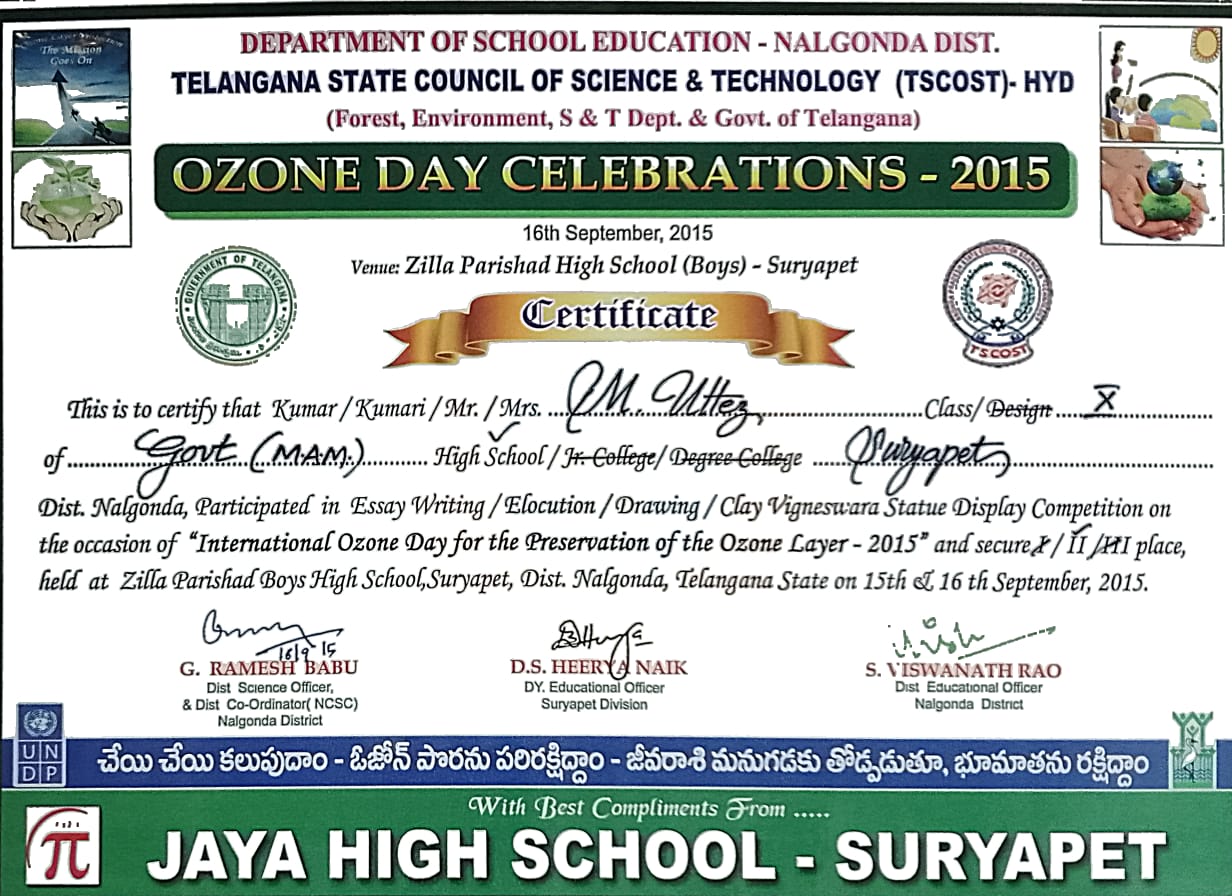 The Mission
Goes On
DEPARTMENT OF SCHOOL EDUCATION - NALGONDA DIST.
TELANGANA STATE COUNCIL OF SCIENCE & TECHNOLOGY (TSCOST)- HYD
(Forest, Environment, S & T Dept. & Govt. of Telangana)
OZONE DAY CELEBRATIONS - 2015
16th September, 2015
Venue: Zilla Parishad High School (Boys) - Suryapet
GOVERNMENT OF TELANGANA
TSCOST
Certificate
This is to certify that Kumar / Kumari / Mr. / Mrs. ... M. Uttez, ... Class/ Design ... X ...
of ... Govt (M.A.M.) ... High School / Jr. College/ Degree College ... Suryapet ...
Dist. Nalgonda, Participated in Essay Writing / Elocution / Drawing / Clay Vigneswara Statue Display Competition on
the occasion of “International Ozone Day for the Preservation of the Ozone Layer - 2015” and secure I / II / III place,
held at Zilla Parishad Boys High School,Suryapet, Dist. Nalgonda, Telangana State on 15th & 16 th September, 2015.
16/9/15
G. RAMESH BABU
Dist Science Officer,
& Dist Co-Ordinator( NCSC)
Nalgonda District
D.S. HEERYA NAIK
DY. Educational Officer
Suryapet Division
S. VISWANATH RAO
Dist Educational Officer
Nalgonda District
UN
DP
చేయి చేయి కలుపుదాం - ఓజోన్ పొరను పరిరక్షిద్దాం - జీవరాశి మనుగడకు తోడ్పడుతూ, భూమాతను రక్షిద్దాం
With Best Compliments From .....
π
JAYA HIGH SCHOOL - SURYAPET